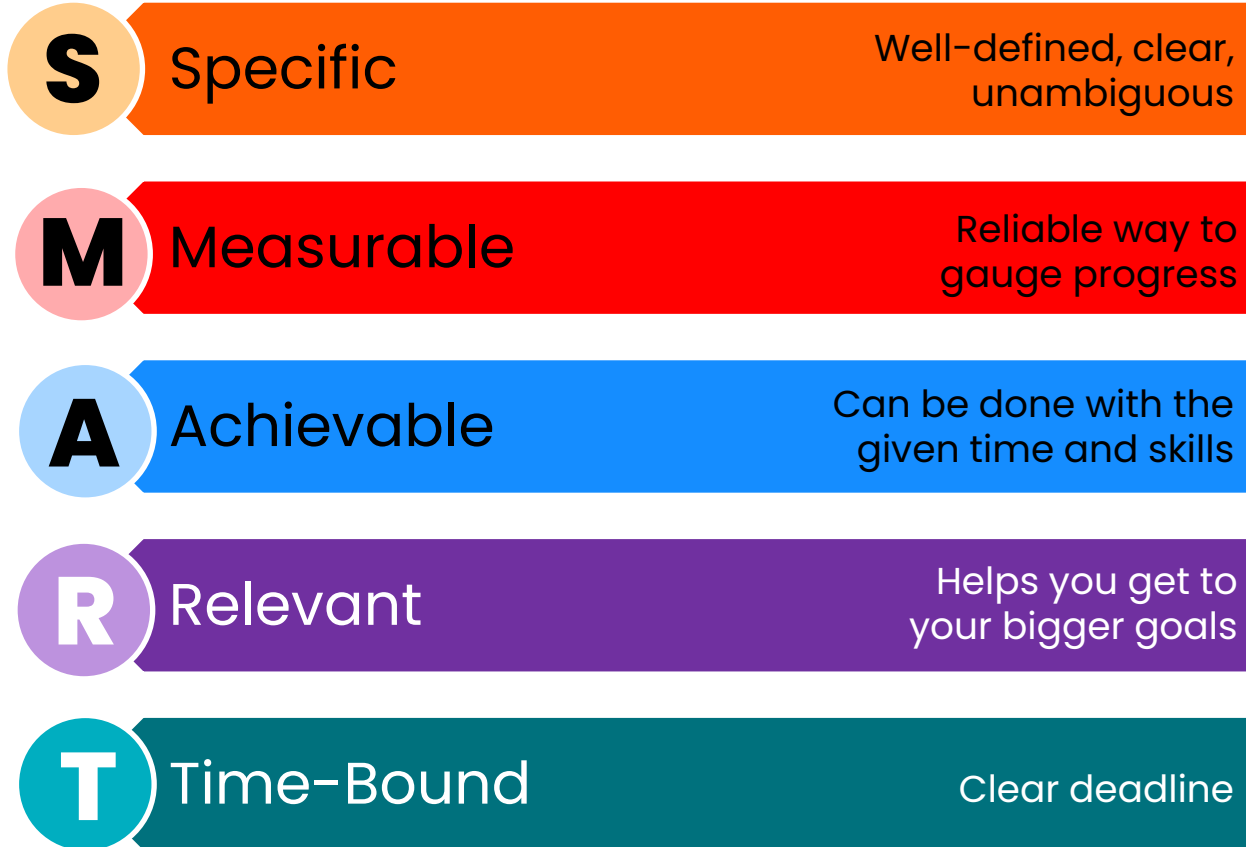 S
Specific
Well-defined, clear,
unambiguous
M
Measurable
Reliable way to
gauge progress
A
Achievable
Can be done with the
given time and skills
R
Relevant
Helps you get to
your bigger goals
T
Time-Bound
Clear deadline